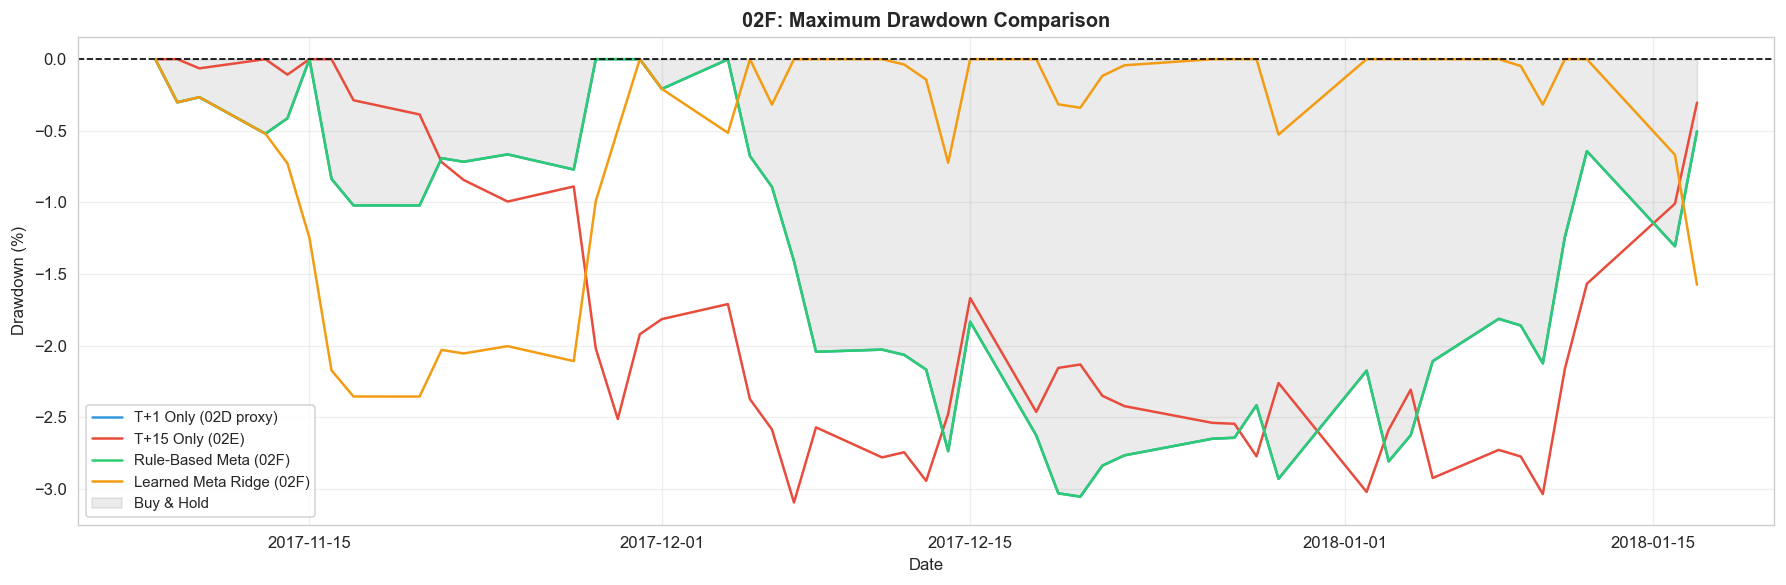 02F: Maximum Drawdown Comparison
Drawdown (%)
0.0
−0.5
−1.0
−1.5
−2.0
−2.5
−3.0
T+1 Only (02D proxy)
T+15 Only (02E)
Rule-Based Meta (02F)
Learned Meta Ridge (02F)
Buy & Hold
2017-11-15
2017-12-01
2017-12-15
2018-01-01
2018-01-15
Date